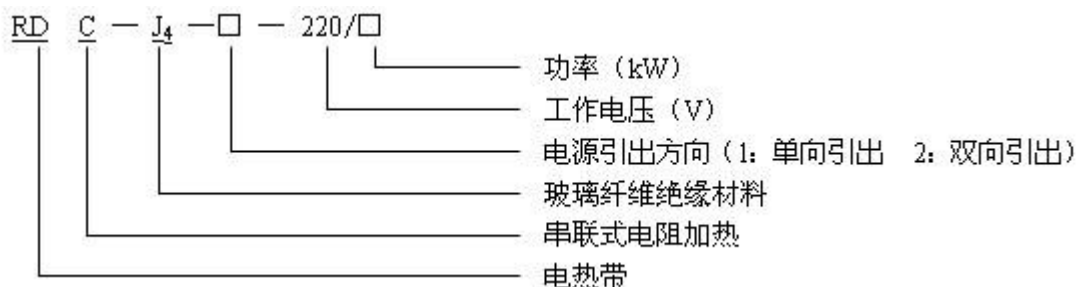 RD C — J₄ —□ — 220/□
功率（kW）
工作电压（V）
电源引出方向（1：单向引出 2：双向引出）
玻璃纤维绝缘材料
串联式电阻加热
电热带